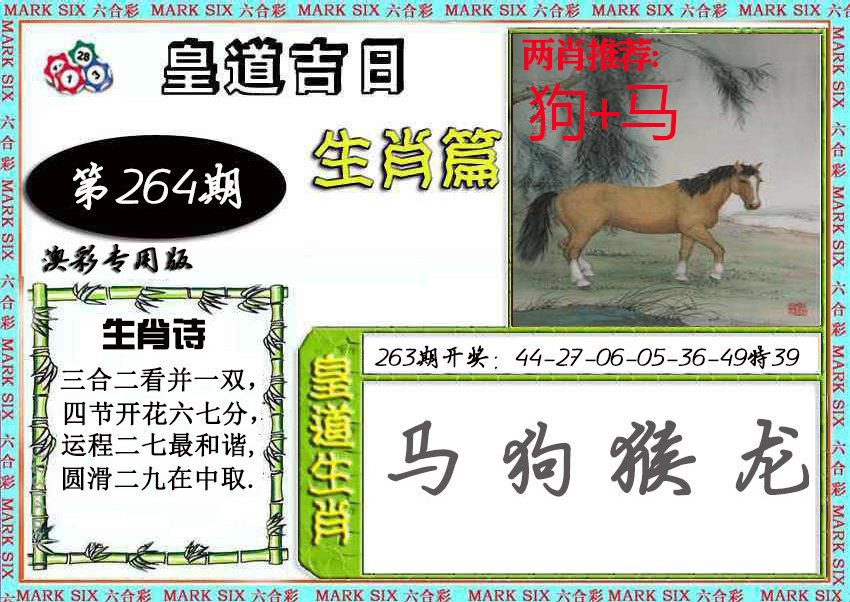 MARK SIX 六合彩 MARK SIX 六合彩 MARK SIX 六合彩 MARK SIX 六合彩 MARK SIX 六合彩 MARK SIX 六合彩
28
1
3
皇道吉日
生肖篇
第264期
澳彩专用版
两肖推荐:
狗+马
生肖诗
三合二看并一双，
四节开花六七分，
运程二七最和谐，
圆滑二九在中取.
263期开奖：44-27-06-05-36-49特39
皇道生肖
马 狗 猴 龙
MARK SIX 六合彩 MARK SIX 六合彩 MARK SIX 六合彩 MARK SIX 六合彩 MARK SIX 六合彩 MARK SIX 六合彩